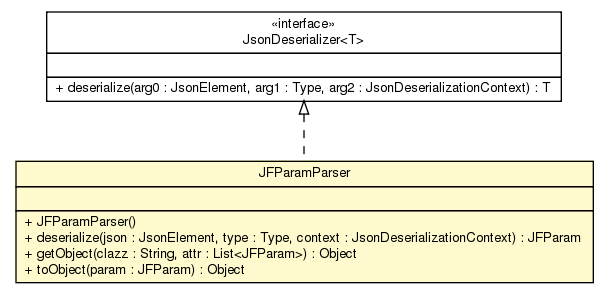 «interface»
JsonDeserializer<T>
+ deserialize(arg0 : JsonElement, arg1 : Type, arg2 : JsonDeserializationContext) : T
JFParamParser
+ JFParamParser()
+ deserialize(json : JsonElement, type : Type, context : JsonDeserializationContext) : JFParam
+ getObject(clazz : String, attr : List<JFParam>) : Object
+ toObject(param : JFParam) : Object